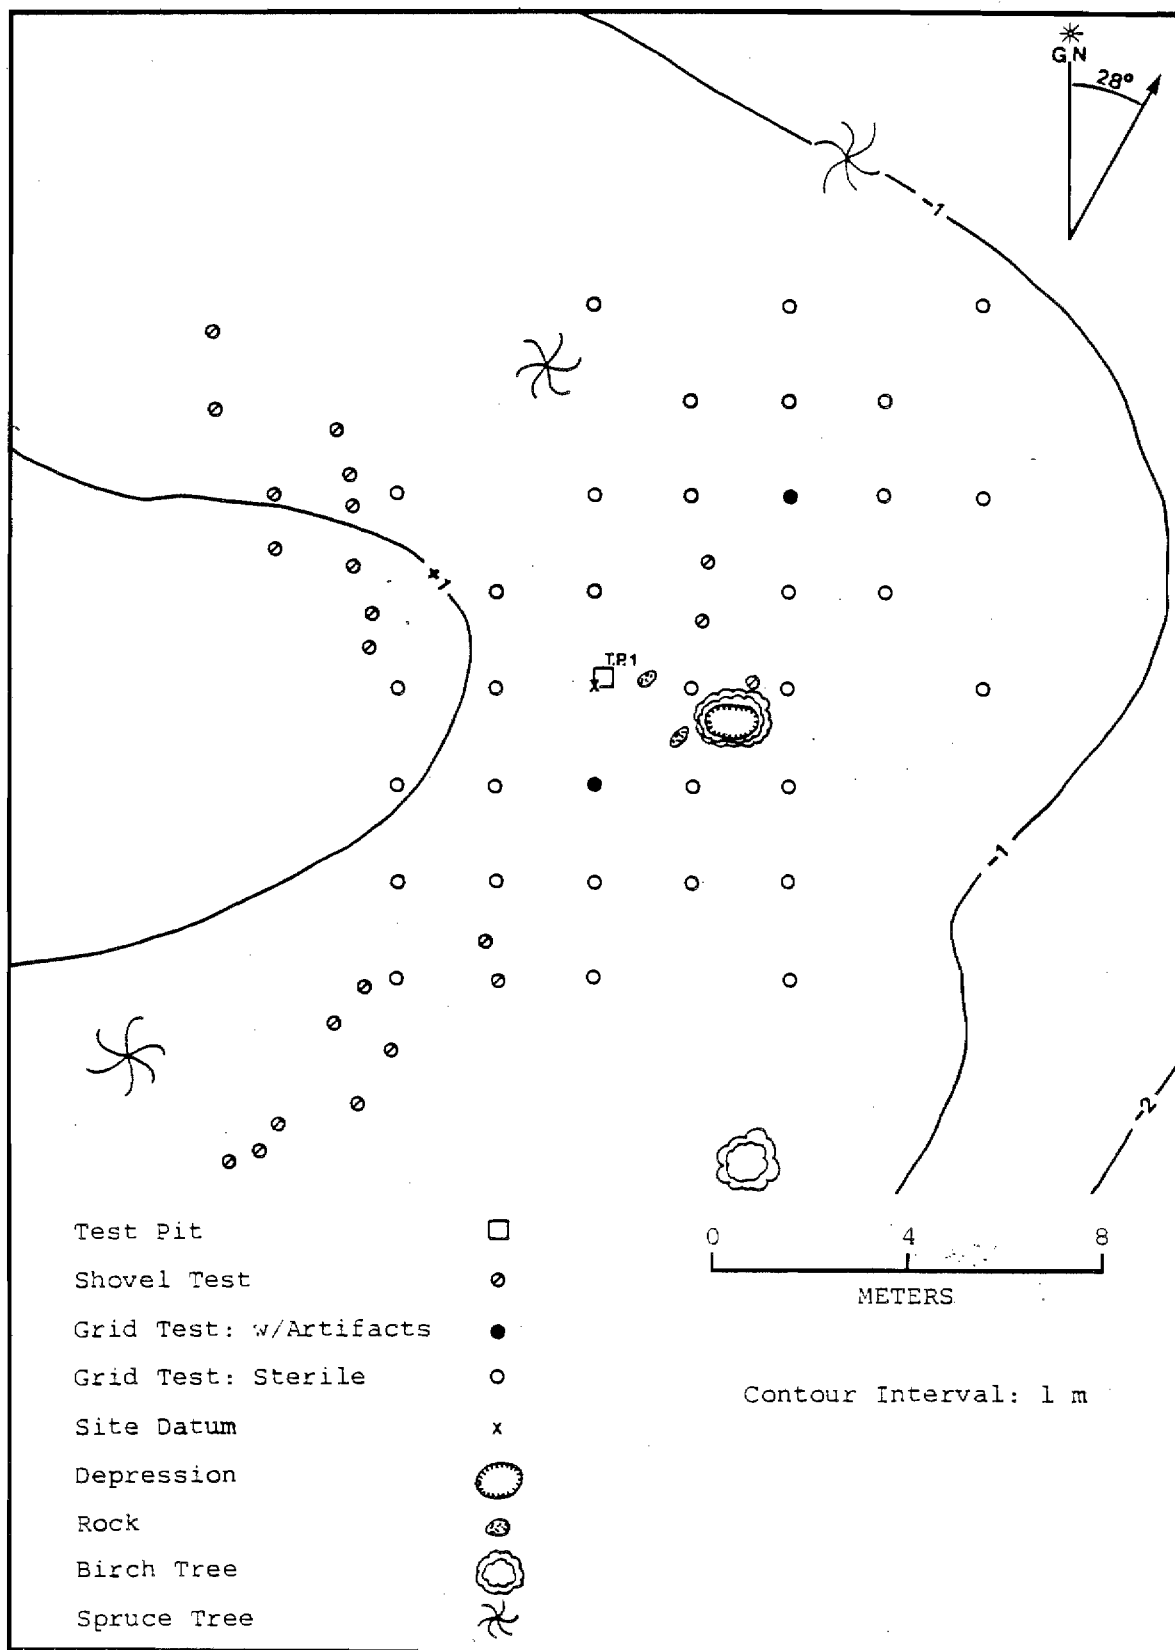 GN
28°
-1
+1
T.P.1
x
-1
-2
0 4 8
METERS
Contour Interval: 1 m
Test Pit
Shovel Test
Grid Test: w/Artifacts
Grid Test: Sterile
Site Datum x
Depression
Rock
Birch Tree
Spruce Tree